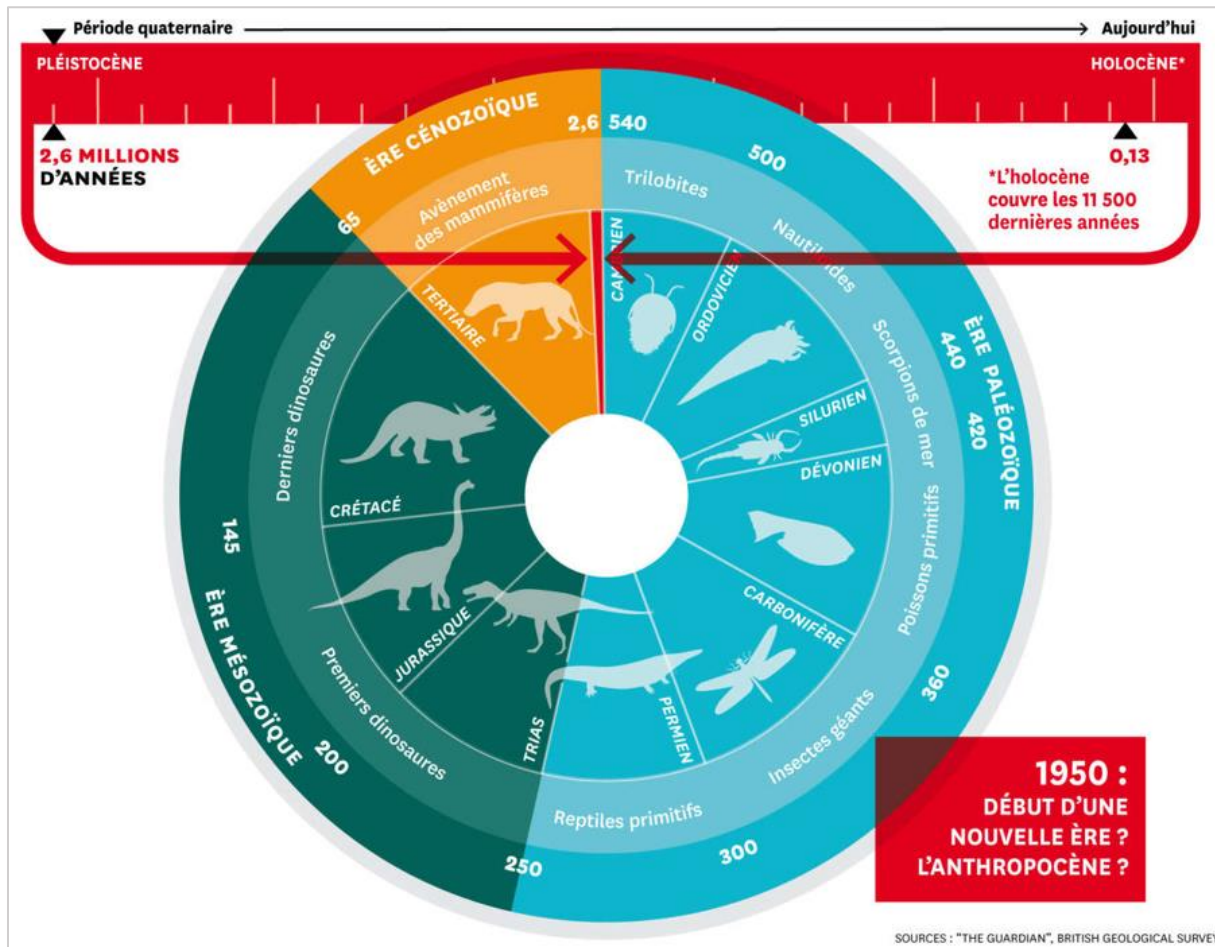 Période quaternaire
Aujourd'hui
PLÉISTOCÈNE
HOLOCÈNE*
2,6 MILLIONS
D'ANNÉES
0,13
*L'holocène
couvre les 11 500
dernières années
ÈRE CÉNOZOÏQUE
2,6
540
500
65
Avènement
des mammifères
Trilobites
Nautiloïdes
TERTIAIRE
CAMBRIEN
ORDOVICIEN
ÈRE PALÉOZOÏQUE
440
420
Scorpions de mer
SILURIEN
DÉVONIEN
Derniers dinosaures
CRÉTACÉ
145
Poissons primitifs
CARBONIFÈRE
ÈRE MÉSOZOÏQUE
JURASSIQUE
Premiers dinosaures
360
200
TRIAS
PERMIEN
Insectes géants
Reptiles primitifs
250
300
1950 :
DÉBUT D'UNE
NOUVELLE ÈRE ?
L'ANTHROPOCÈNE ?
SOURCES : "THE GUARDIAN", BRITISH GEOLOGICAL SURVEY